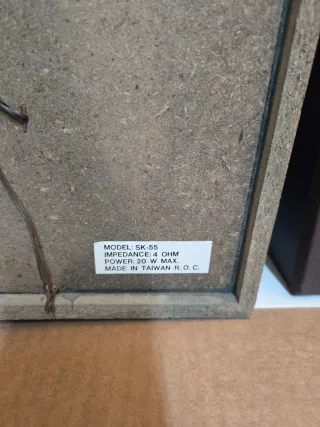 MODEL: SK-55
IMPEDANCE: 4 OHM
POWER: 20 W MAX.
MADE IN TAIWAN R. O. C.